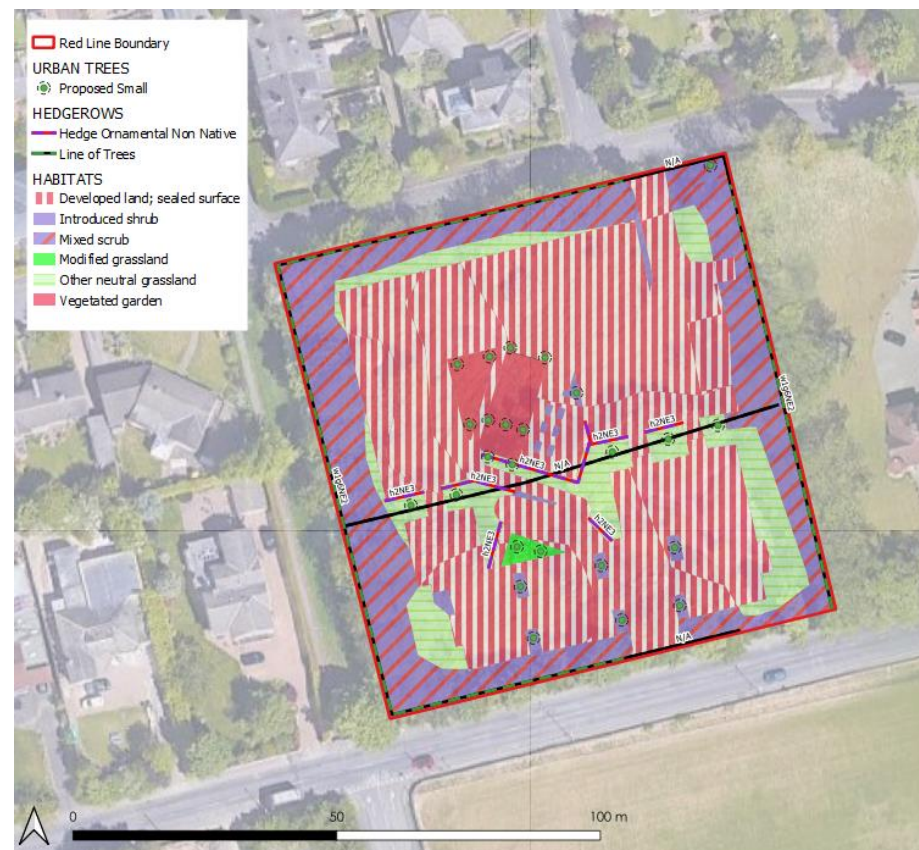 Red Line Boundary
URBAN TREES
Proposed Small
HEDGEROWS
Hedge Ornamental Non Native
Line of Trees
HABITATS
Developed land; sealed surface
Introduced shrub
Mixed scrub
Modified grassland
Other neutral grassland
Vegetated garden
N/A
w1g6NE2
h2NE3
h2NE3
h2NE3
N/A
h2NE3
h2NE3
w1g6NE2
h2NE3
h2NE3
N/A
0
50
100 m